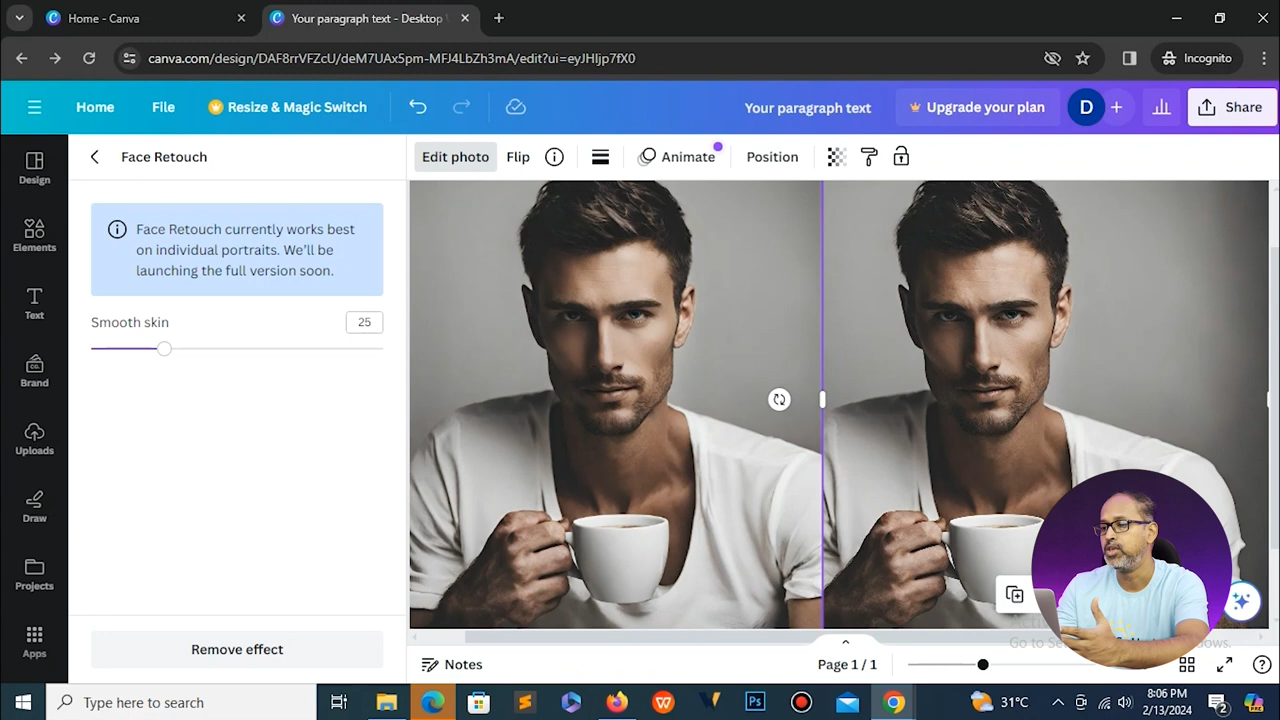 Home - Canva
Your paragraph text - Desktop
canva.com/design/DAF8rrVFZcU/deM7UAx5pm-MFJ4LbZh3mA/edit?ui=eyJHIjp7fX0
Incognito
Home
File
Resize & Magic Switch
Your paragraph text
Upgrade your plan
D
Share
Face Retouch
Edit photo
Flip
Animate
Position
Design
Elements
Text
Brand
Uploads
Draw
Projects
Apps
Face Retouch currently works best
on individual portraits. We'll be
launching the full version soon.
Smooth skin
25
Remove effect
Notes
Page 1 / 1
Type here to search
Ps
31°C
8:06 PM
2/13/2024
2